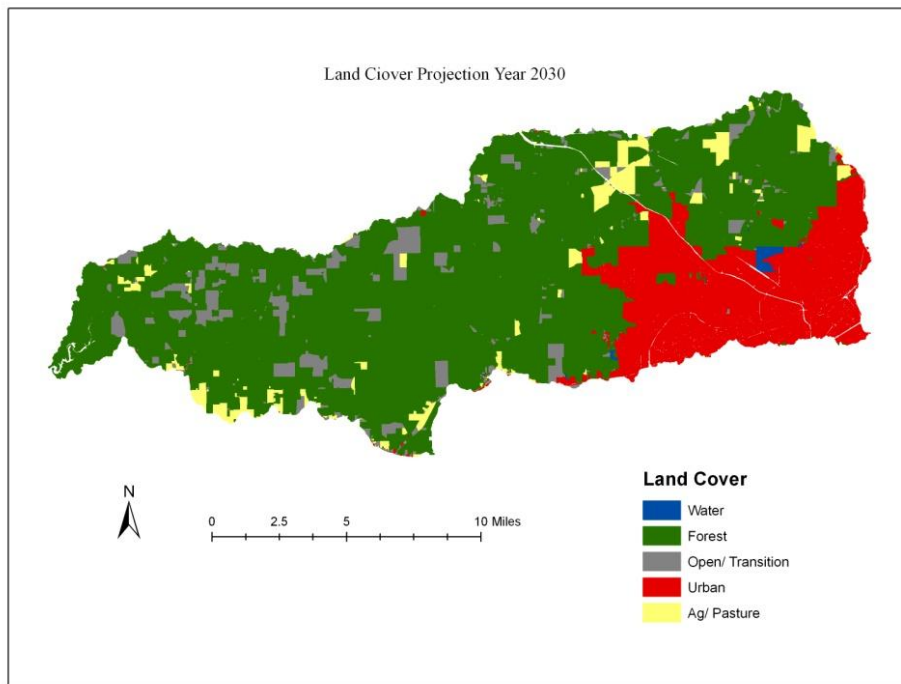 Land Ciover Projection Year 2030
N
0 2.5 5 10 Miles
Land Cover
Water
Forest
Open/ Transition
Urban
Ag/ Pasture